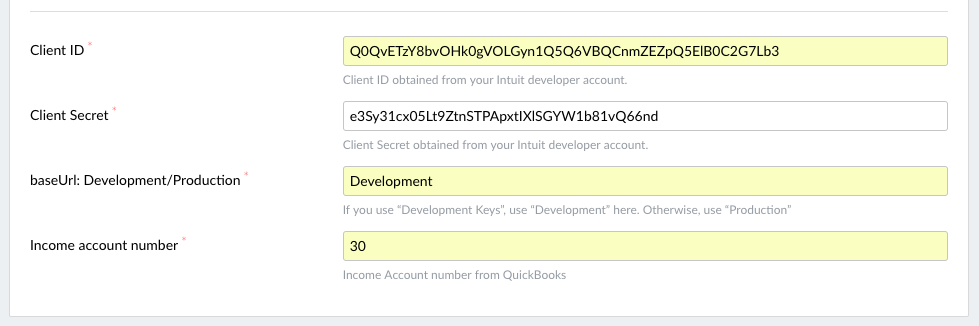 Client ID *
Q0QvETzY8bvOHk0gVOLGyn1Q5Q6VBQCnmZEZpQ5ElB0C2G7Lb3
Client ID obtained from your Intuit developer account.
Client Secret *
e3Sy31cx05Lt9ZtnSTPApxtIXlSGYW1b81vQ66nd
Client Secret obtained from your Intuit developer account.
baseUrl: Development/Production *
Development
If you use “Development Keys”, use “Development” here. Otherwise, use “Production”
Income account number *
30
Income Account number from QuickBooks